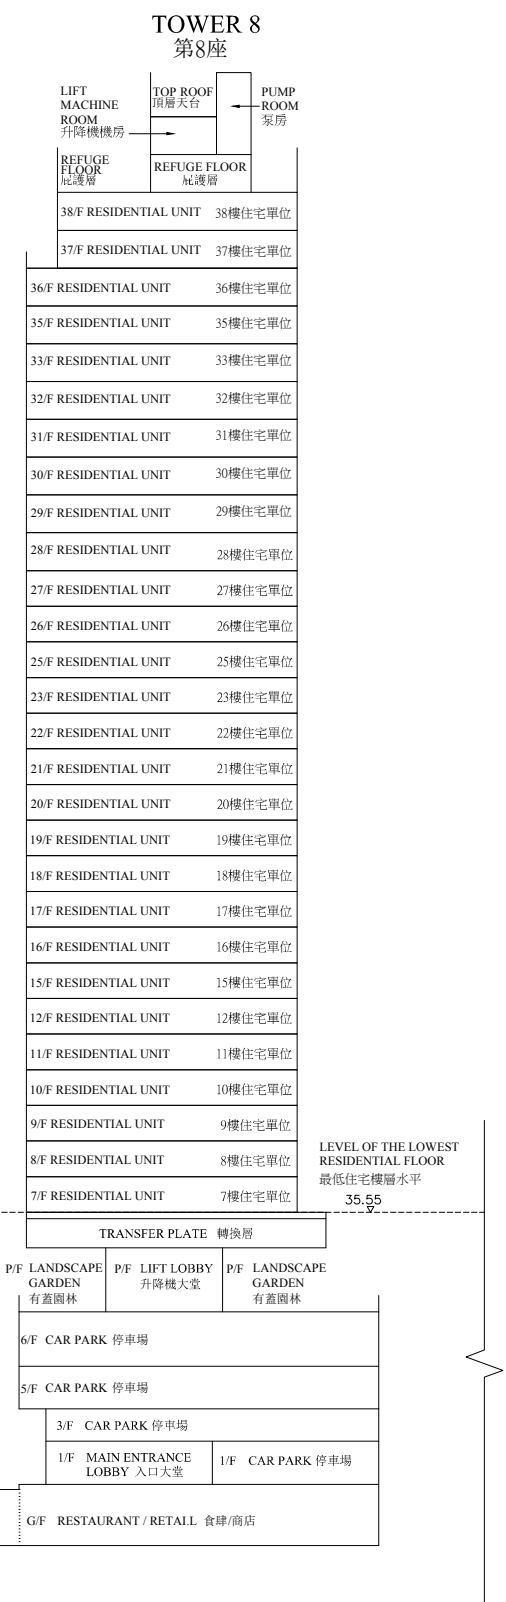 TOWER 8
第8座
LIFT
MACHINE
ROOM
升降機機房
TOP ROOF
頂層天台
PUMP
ROOM
泵房
REFUGE
FLOOR
庇護層
REFUGE FLOOR
庇護層
38/F RESIDENTIAL UNIT 38樓住宅單位
37/F RESIDENTIAL UNIT 37樓住宅單位
36/F RESIDENTIAL UNIT 36樓住宅單位
35/F RESIDENTIAL UNIT 35樓住宅單位
33/F RESIDENTIAL UNIT 33樓住宅單位
32/F RESIDENTIAL UNIT 32樓住宅單位
31/F RESIDENTIAL UNIT 31樓住宅單位
30/F RESIDENTIAL UNIT 30樓住宅單位
29/F RESIDENTIAL UNIT 29樓住宅單位
28/F RESIDENTIAL UNIT 28樓住宅單位
27/F RESIDENTIAL UNIT 27樓住宅單位
26/F RESIDENTIAL UNIT 26樓住宅單位
25/F RESIDENTIAL UNIT 25樓住宅單位
23/F RESIDENTIAL UNIT 23樓住宅單位
22/F RESIDENTIAL UNIT 22樓住宅單位
21/F RESIDENTIAL UNIT 21樓住宅單位
20/F RESIDENTIAL UNIT 20樓住宅單位
19/F RESIDENTIAL UNIT 19樓住宅單位
18/F RESIDENTIAL UNIT 18樓住宅單位
17/F RESIDENTIAL UNIT 17樓住宅單位
16/F RESIDENTIAL UNIT 16樓住宅單位
15/F RESIDENTIAL UNIT 15樓住宅單位
12/F RESIDENTIAL UNIT 12樓住宅單位
11/F RESIDENTIAL UNIT 11樓住宅單位
10/F RESIDENTIAL UNIT 10樓住宅單位
9/F RESIDENTIAL UNIT 9樓住宅單位
8/F RESIDENTIAL UNIT 8樓住宅單位
7/F RESIDENTIAL UNIT 7樓住宅單位
LEVEL OF THE LOWEST
RESIDENTIAL FLOOR
最低住宅樓層水平
35.55
TRANSFER PLATE 轉換層
P/F LANDSCAPE
GARDEN
有蓋園林
P/F LIFT LOBBY
升降機大堂
P/F LANDSCAPE
GARDEN
有蓋園林
6/F CAR PARK 停車場
5/F CAR PARK 停車場
3/F CAR PARK 停車場
1/F MAIN ENTRANCE
LOBBY 入口大堂
1/F CAR PARK 停車場
G/F RESTAURANT / RETAI.L 食肆/商店